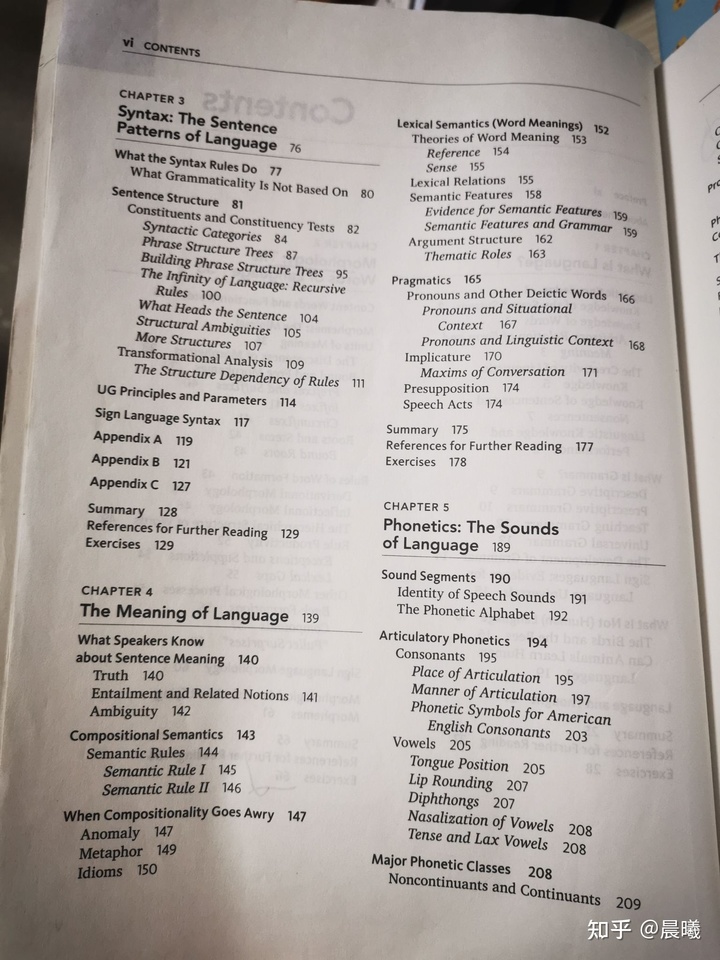 vi CONTENTS
CHAPTER 3
Syntax: The Sentence
Patterns of Language 76
What the Syntax Rules Do 77
What Grammaticality Is Not Based On 80
Sentence Structure 81
Constituents and Constituency Tests 82
Syntactic Categories 84
Phrase Structure Trees 87
Building Phrase Structure Trees 95
The Infinity of Language: Recursive
Rules 100
What Heads the Sentence 104
Structural Ambiguities 105
More Structures 107
Transformational Analysis 109
The Structure Dependency of Rules 111
UG Principles and Parameters 114
Sign Language Syntax 117
Appendix A 119
Appendix B 121
Appendix C 127
Summary 128
References for Further Reading 129
Exercises 129
CHAPTER 4
The Meaning of Language 139
What Speakers Know
about Sentence Meaning 140
Truth 140
Entailment and Related Notions 141
Ambiguity 142
Compositional Semantics 143
Semantic Rules 144
Semantic Rule I 145
Semantic Rule II 146
When Compositionality Goes Awry 147
Anomaly 147
Metaphor 149
Idioms 150
Lexical Semantics (Word Meanings) 152
Theories of Word Meaning 153
Reference 154
Sense 155
Lexical Relations 155
Semantic Features 158
Evidence for Semantic Features 159
Semantic Features and Grammar 159
Argument Structure 162
Thematic Roles 163
Pragmatics 165
Pronouns and Other Deictic Words 166
Pronouns and Situational
Context 167
Pronouns and Linguistic Context 168
Implicature 170
Maxims of Conversation 171
Presupposition 174
Speech Acts 174
Summary 175
References for Further Reading 177
Exercises 178
CHAPTER 5
Phonetics: The Sounds
of Language 189
Sound Segments 190
Identity of Speech Sounds 191
The Phonetic Alphabet 192
Articulatory Phonetics 194
Consonants 195
Place of Articulation 195
Manner of Articulation 197
Phonetic Symbols for American
English Consonants 203
Vowels 205
Tongue Position 205
Lip Rounding 207
Diphthongs 207
Nasalization of Vowels 208
Tense and Lax Vowels 208
Major Phonetic Classes 208
Noncontinuants and Continuants 209
知乎 @晨曦